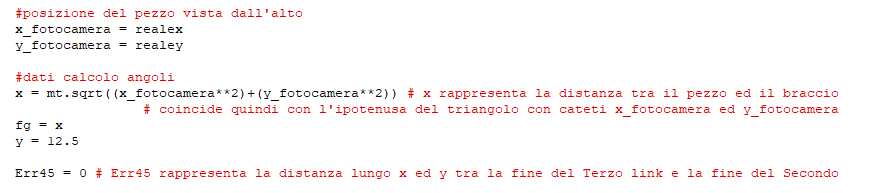 #posizione del pezzo vista dall'alto
x_fotocamera = realex
y_fotocamera = realey
#dati calcolo angoli
x = mt.sqrt((x_fotocamera**2)+(y_fotocamera**2)) # x rappresenta la distanza tra il pezzo ed il braccio
# coincide quindi con l'ipotenusa del triangolo con cateti x_fotocamera ed y_fotocamera
fg = x
y = 12.5
Err45 = 0 # Err45 rappresenta la distanza lungo x ed y tra la fine del Terzo link e la fine del Secondo